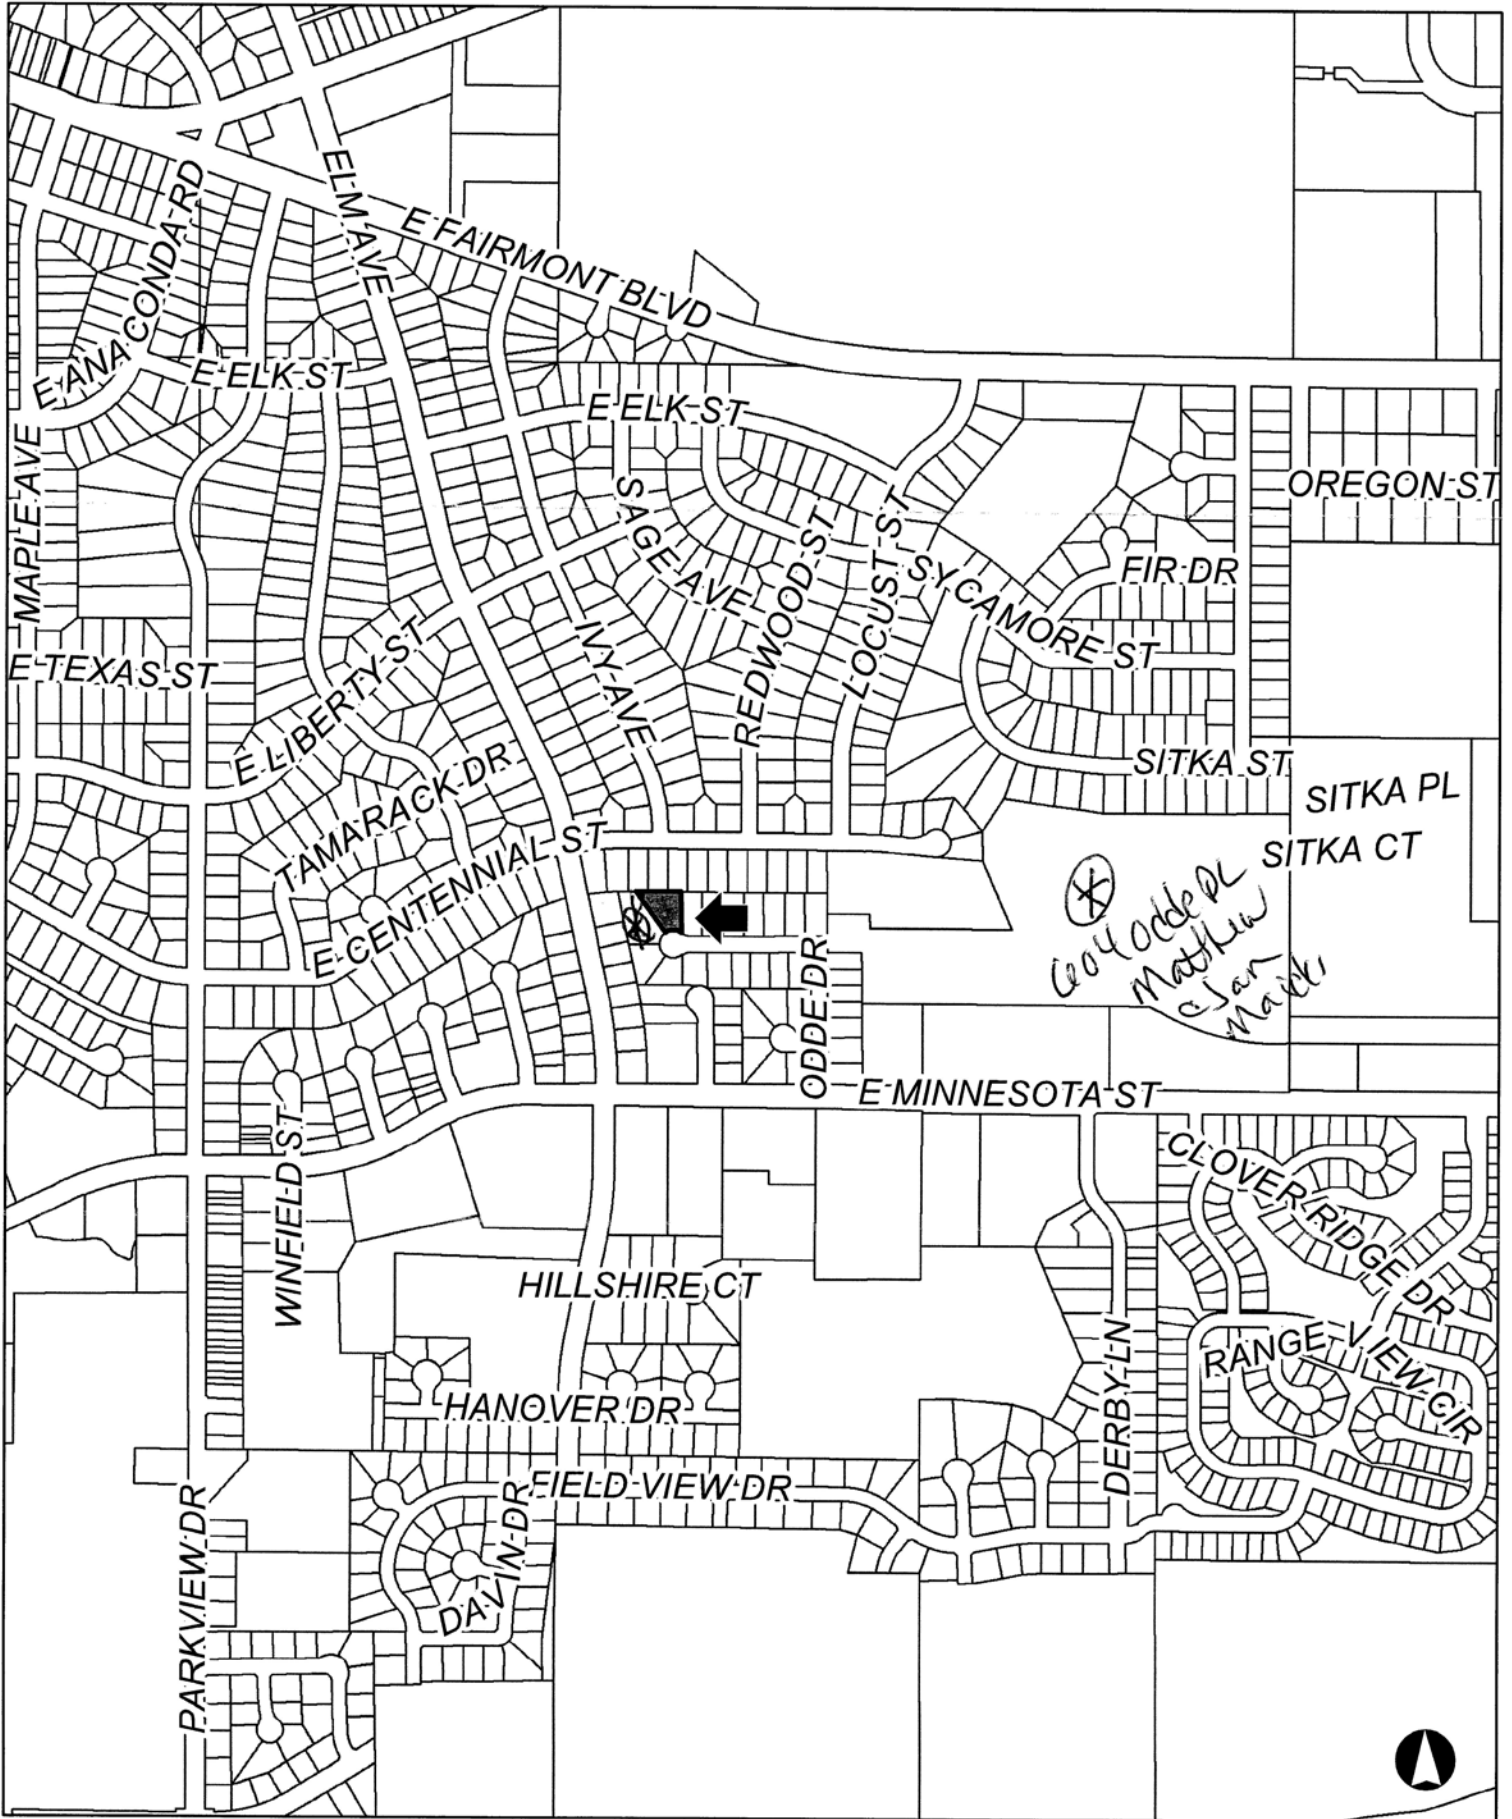 ELM AVE
E ANACONDA RD
E FAIRMONT BLVD
E ELK ST
E ELK ST
MAPLE AVE
OREGON ST
SAGE AVE
REDWOOD ST
LOCUST ST
SYCAMORE ST
FIR DR
E TEXAS ST
E LIBERTY ST
IVY AVE
TAMARACK DR
SITKA ST
SITKA PL
SITKA CT
E CENTENNIAL ST
ODDE DR
604 Odde PL
Matthew
Jan
E MINNESOTA ST
WINFIELD ST
CLOVER RIDGE DR
HILLSHIRE CT
RANGE VIEW CIR
DERBY LN
HANOVER DR
FIELD VIEW DR
DAVIN DR
PARKVIEW DR